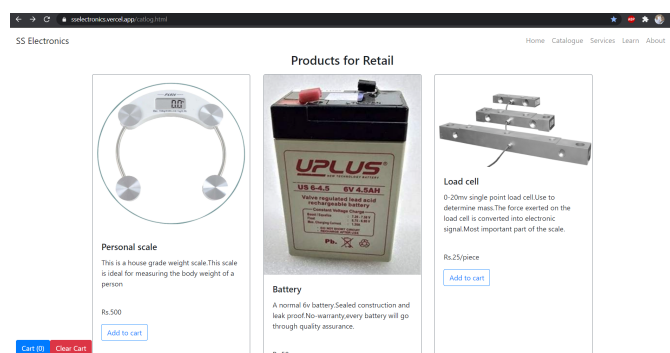 sselectronics.vercel.app/catlog.html
SS Electronics
Home Catalogue Services Learn About
Products for Retail
0.0
UPLUS
US 6-4.5 6V 4.5AH
Valve regulated lead acid
rechargeable battery
Constant Voltage Charge
Pb.
Personal scale
This is a house grade weight scale.This scale
is ideal for measuring the body weight of a
person
Rs.500
Add to cart
Battery
A normal 6v battery.Sealed construction and
leak proof.No-warranty,every battery will go
through quality assurance.
Load cell
0-20mv single point load cell.Use to
determine mass.The force exerted on the
load cell is converted into electronic
signal.Most important part of the scale.
Rs.25/piece
Add to cart
Cart (0) Clear Cart